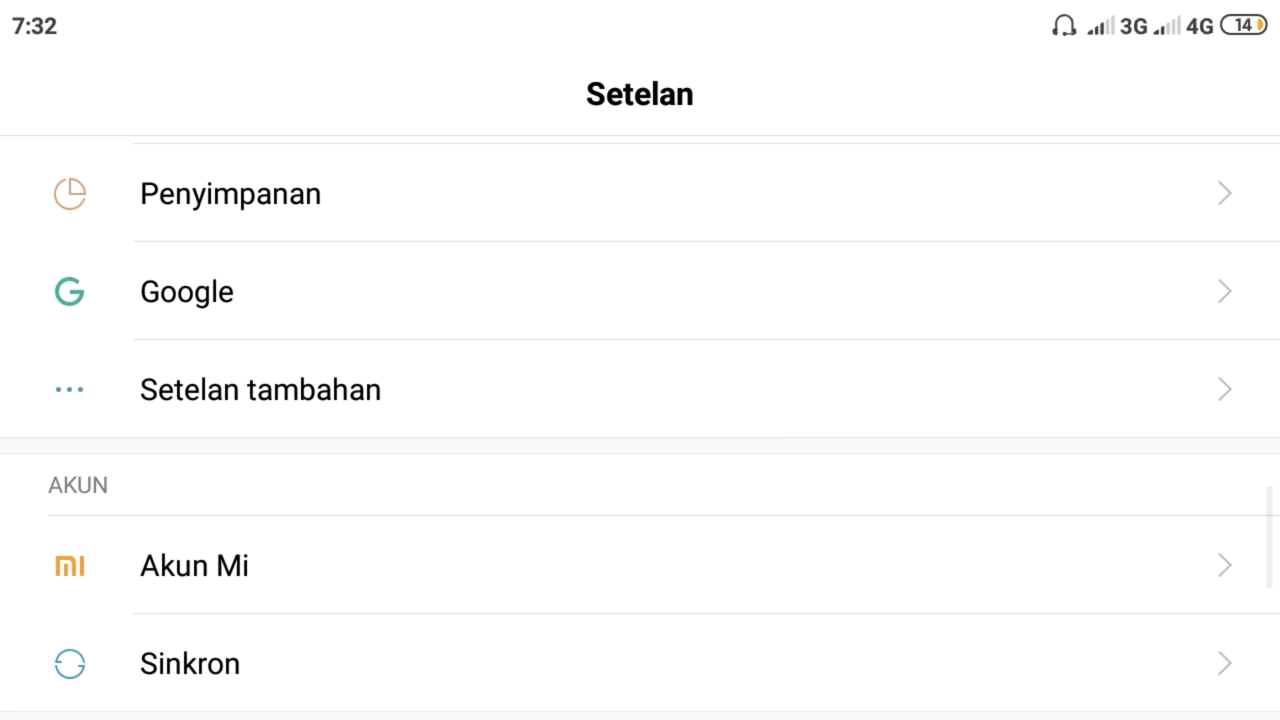 7:32
3G 4G 14
Setelan
Penyimpanan
Google
Setelan tambahan
AKUN
Akun Mi
Sinkron